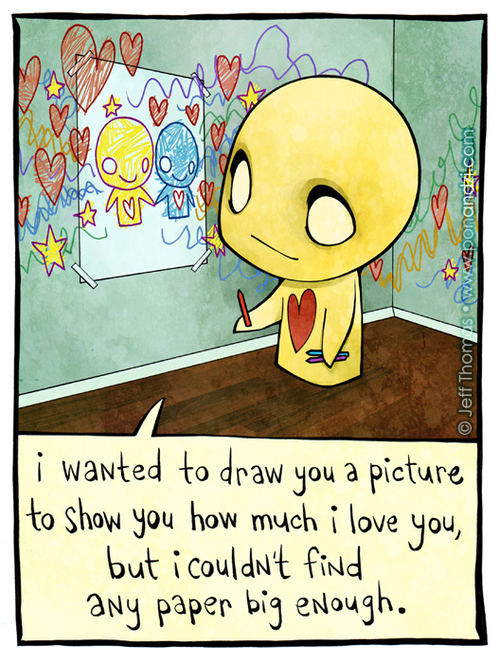 i wanted to draw you a picture
to show you how much i love you,
but i couldn't find
any paper big enough.
© Jeff Thomas • www.ponandzi.com